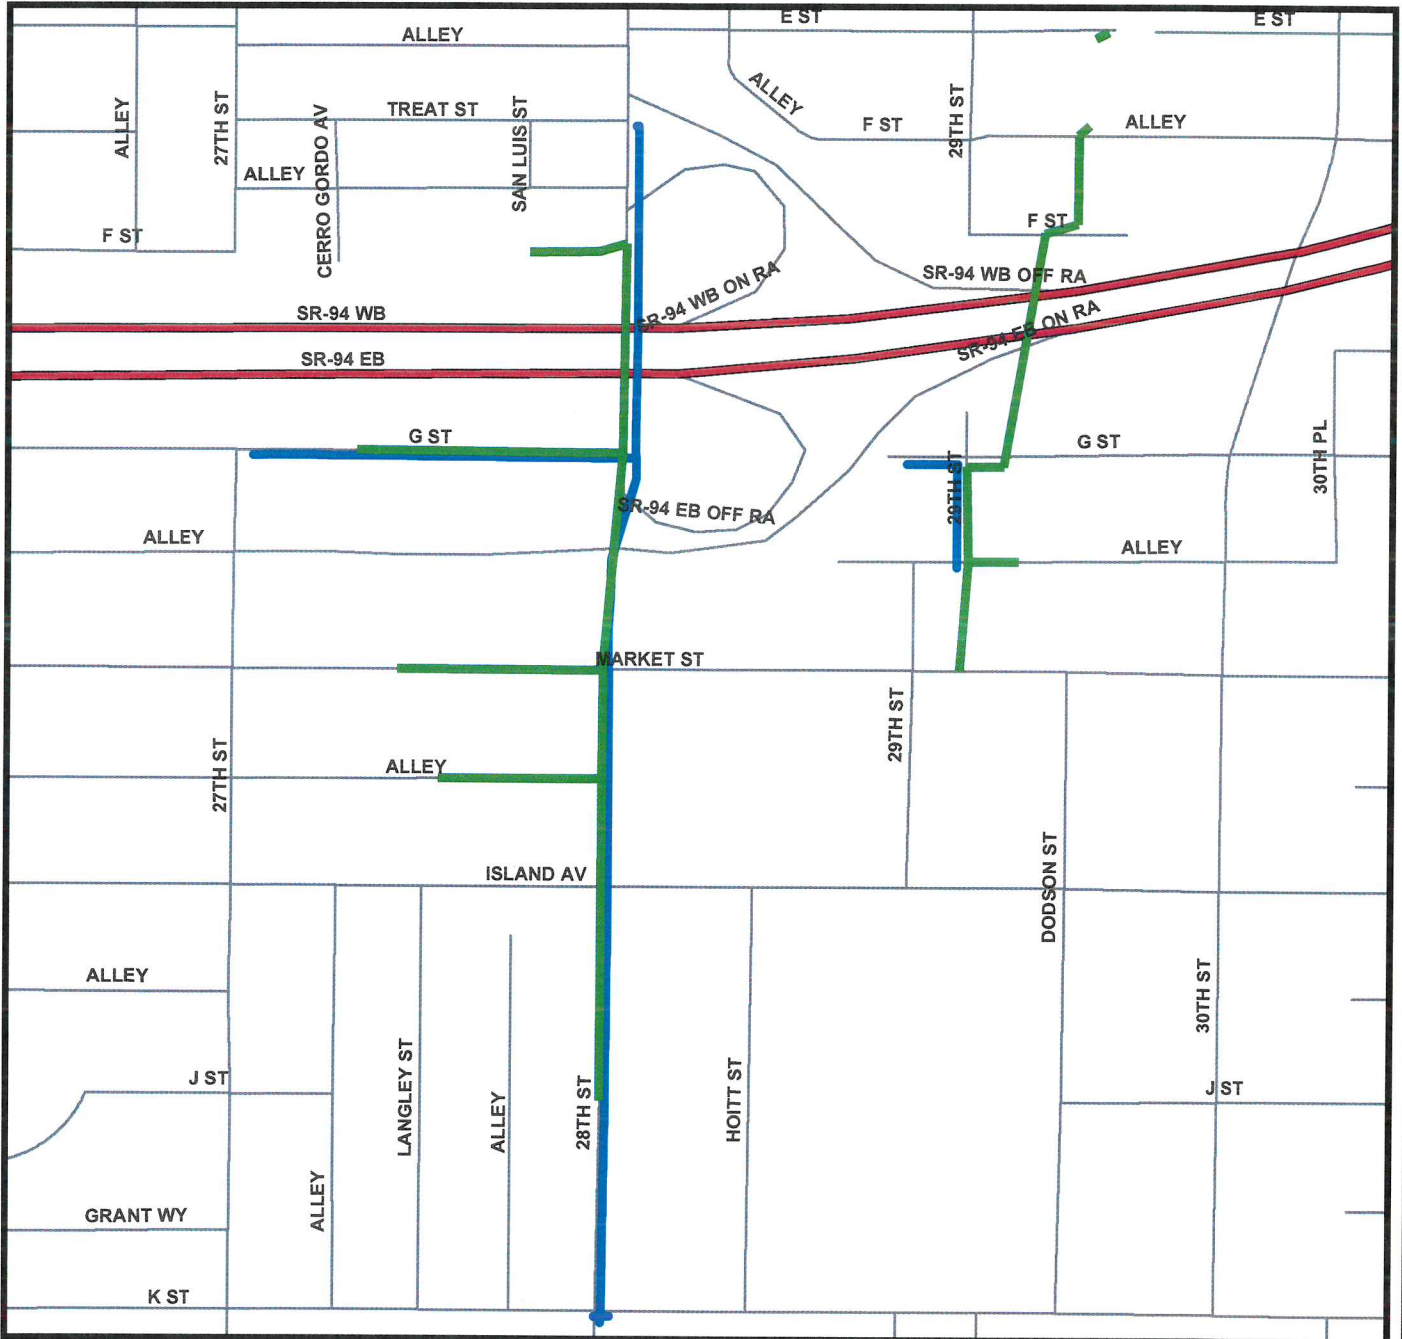 E ST
E ST
ALLEY
ALLEY
27TH ST
CERRO GORDO AV
TREAT ST
SAN LUIS ST
ALLEY
F ST
29TH ST
ALLEY
ALLEY
F ST
F ST
SR-94 WB OFF RA
SR-94 WB ON RA
SR-94 WB
SR-94 EB ON RA
SR-94 EB
G ST
G ST
30TH PL
29TH ST
SR-94 EB OFF RA
ALLEY
ALLEY
MARKET ST
29TH ST
27TH ST
ALLEY
ISLAND AV
DODSON ST
ALLEY
30TH ST
J ST
LANGLEY ST
ALLEY
28TH ST
HOITT ST
J ST
GRANT WY
ALLEY
K ST